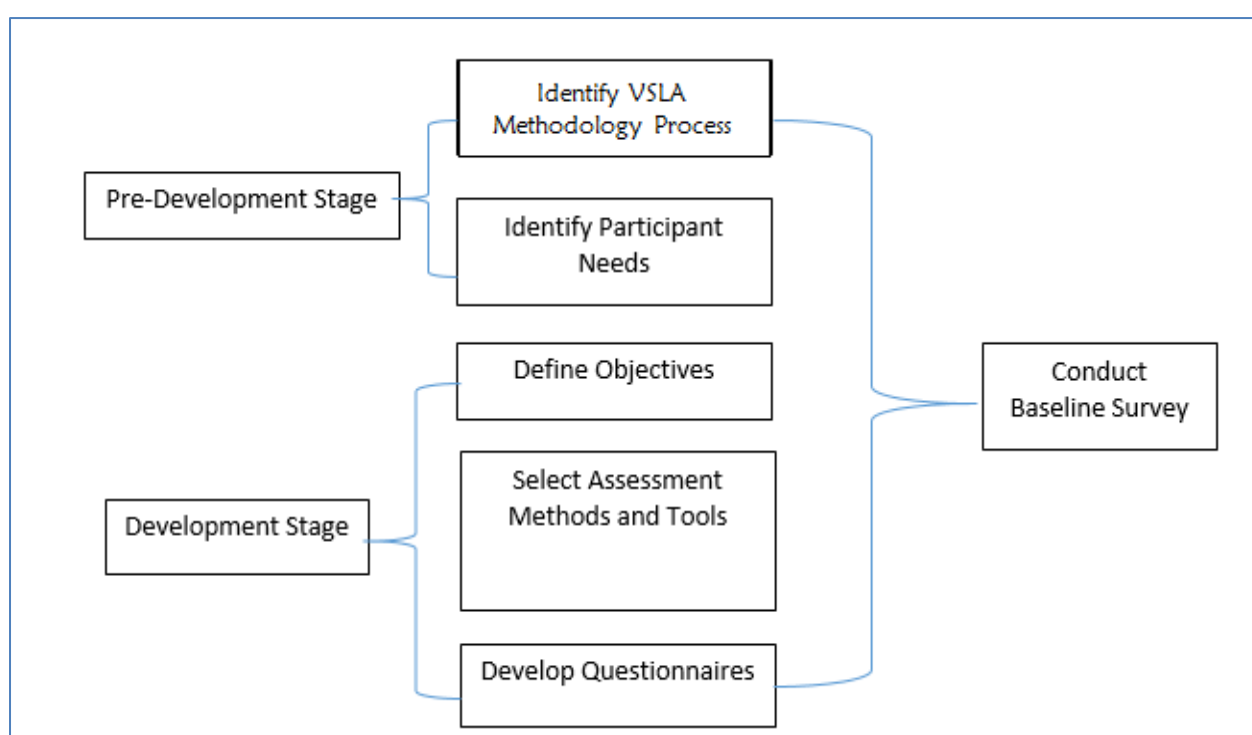 Identify VSLA
Methodology Process
Pre-Development Stage
Identify Participant
Needs
Define Objectives
Select Assessment
Methods and Tools
Development Stage
Develop Questionnaires
Conduct
Baseline Survey